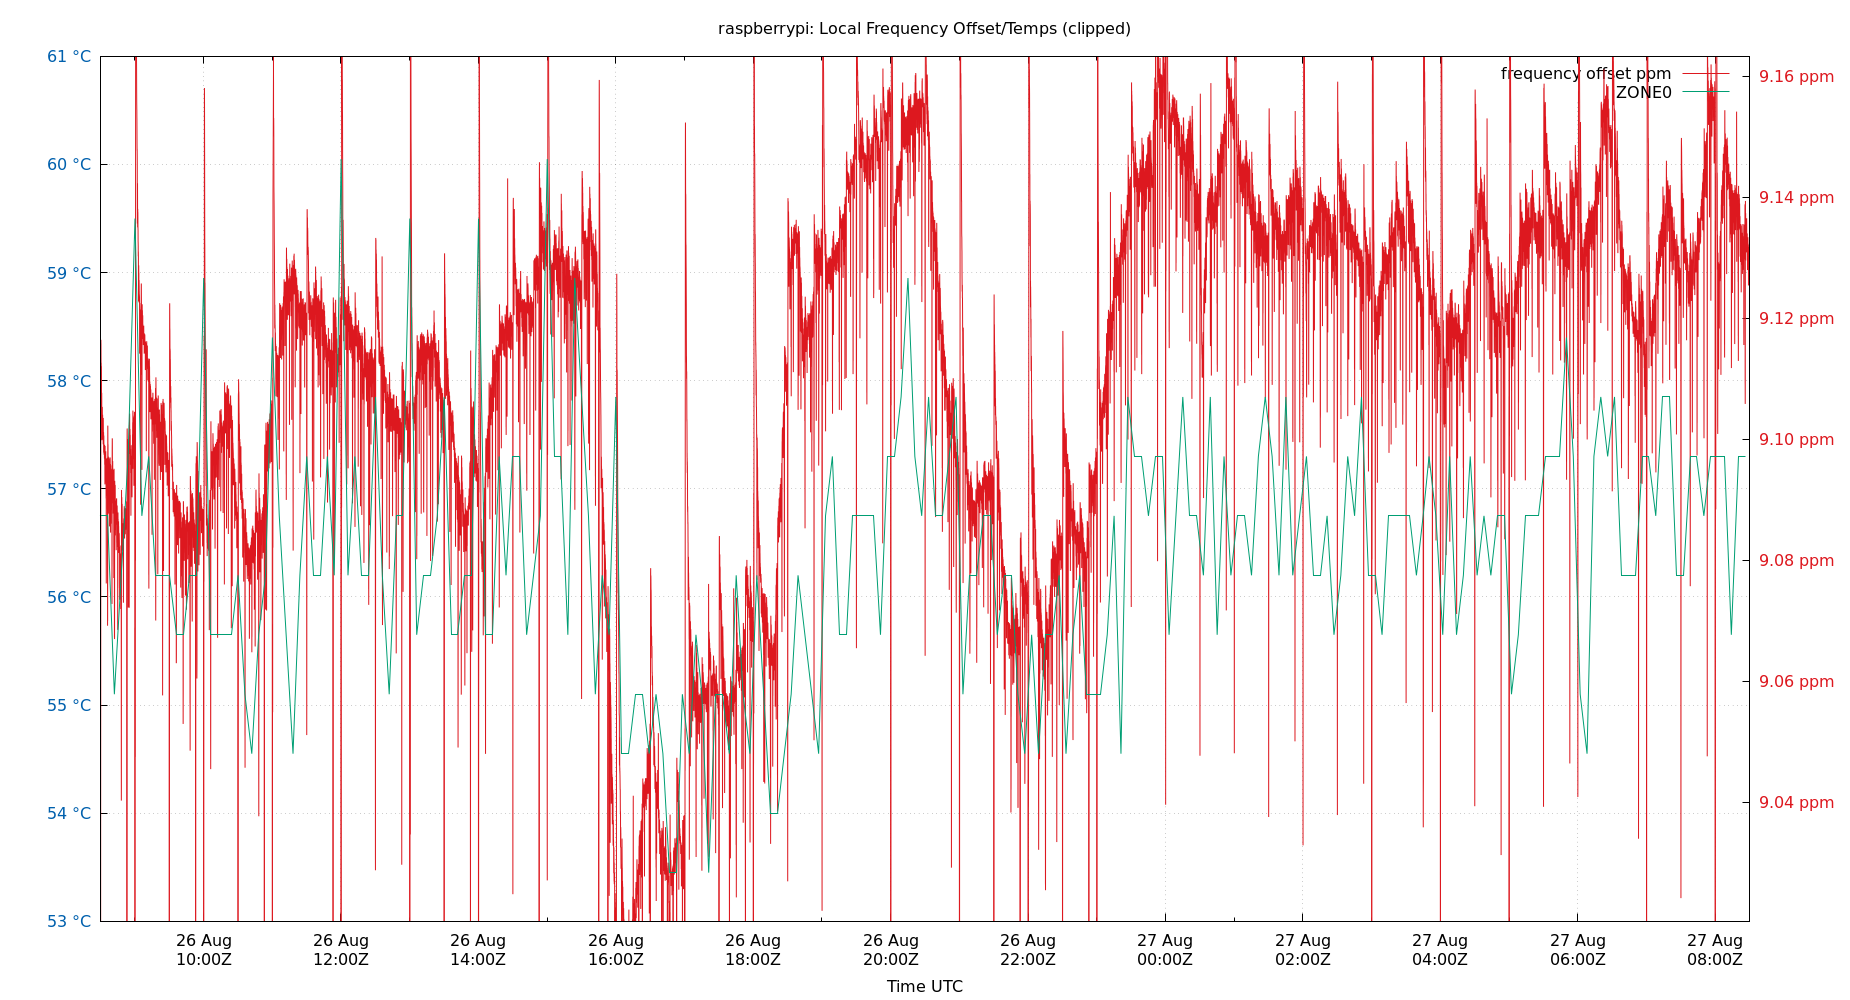 raspberrypi: Local Frequency Offset/Temps (clipped)
61 °C
60 °C
59 °C
58 °C
57 °C
56 °C
55 °C
54 °C
53 °C
frequency offset ppm
ZONE0
9.16 ppm
9.14 ppm
9.12 ppm
9.10 ppm
9.08 ppm
9.06 ppm
9.04 ppm
26 Aug
10:00Z
26 Aug
12:00Z
26 Aug
14:00Z
26 Aug
16:00Z
26 Aug
18:00Z
26 Aug
20:00Z
26 Aug
22:00Z
27 Aug
00:00Z
27 Aug
02:00Z
27 Aug
04:00Z
27 Aug
06:00Z
27 Aug
08:00Z
Time UTC